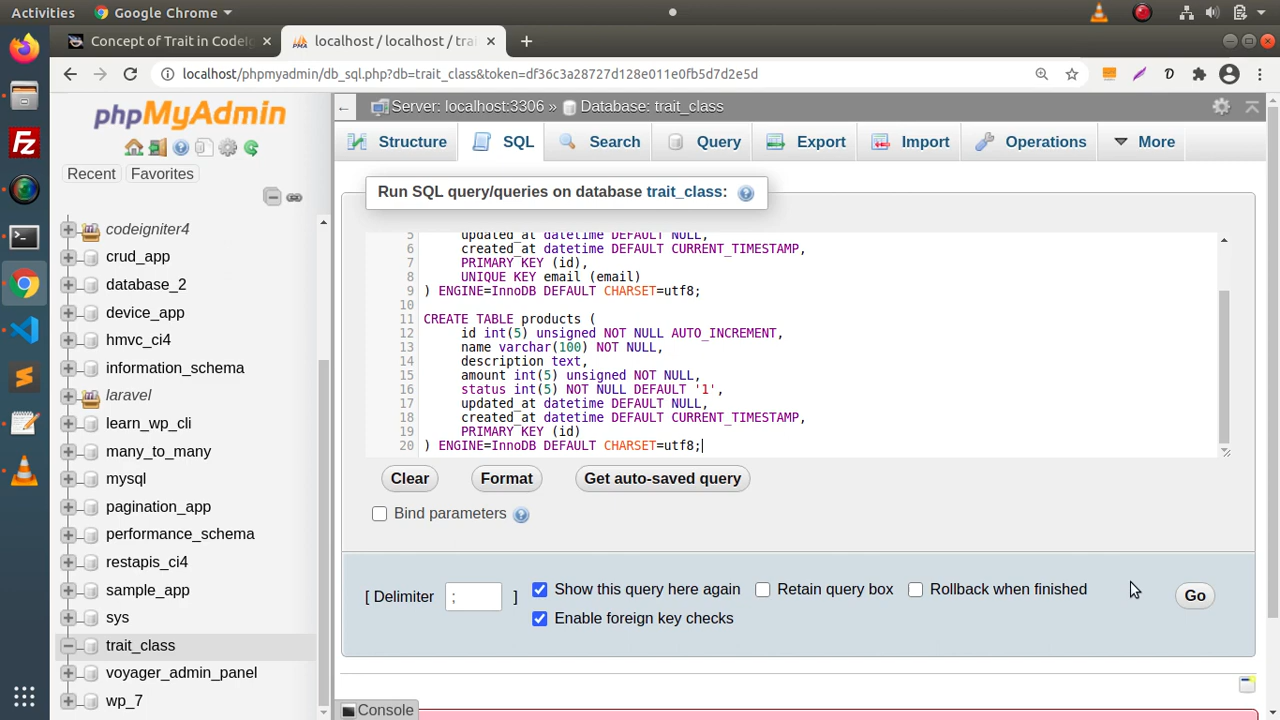 Activities
Google Chrome
Concept of Trait in CodeIg
localhost / localhost / tra
localhost/phpmyadmin/db_sql.php?db=trait_class&token=df36c3a28727d128e011e0fb5d7d2e5d
phpMyAdmin
Recent
Favorites
codeigniter4
crud_app
database_2
device_app
hmvc_ci4
information_schema
laravel
learn_wp_cli
many_to_many
mysql
pagination_app
performance_schema
restapis_ci4
sample_app
sys
trait_class
voyager_admin_panel
wp_7
Server: localhost:3306 » Database: trait_class
Structure
SQL
Search
Query
Export
Import
Operations
More
Run SQL query/queries on database trait_class:
5 updated_at datetime DEFAULT NULL,
6 created_at datetime DEFAULT CURRENT_TIMESTAMP,
7 PRIMARY KEY (id),
8 UNIQUE KEY email (email)
9 ) ENGINE=InnoDB DEFAULT CHARSET=utf8;
10
11 CREATE TABLE products (
12 id int(5) unsigned NOT NULL AUTO_INCREMENT,
13 name varchar(100) NOT NULL,
14 description text,
15 amount int(5) unsigned NOT NULL,
16 status int(5) NOT NULL DEFAULT '1',
17 updated_at datetime DEFAULT NULL,
18 created_at datetime DEFAULT CURRENT_TIMESTAMP,
19 PRIMARY KEY (id)
20 ) ENGINE=InnoDB DEFAULT CHARSET=utf8;
Clear
Format
Get auto-saved query
Bind parameters
[ Delimiter ; ]
Show this query here again
Retain query box
Rollback when finished
Enable foreign key checks
Go
Console